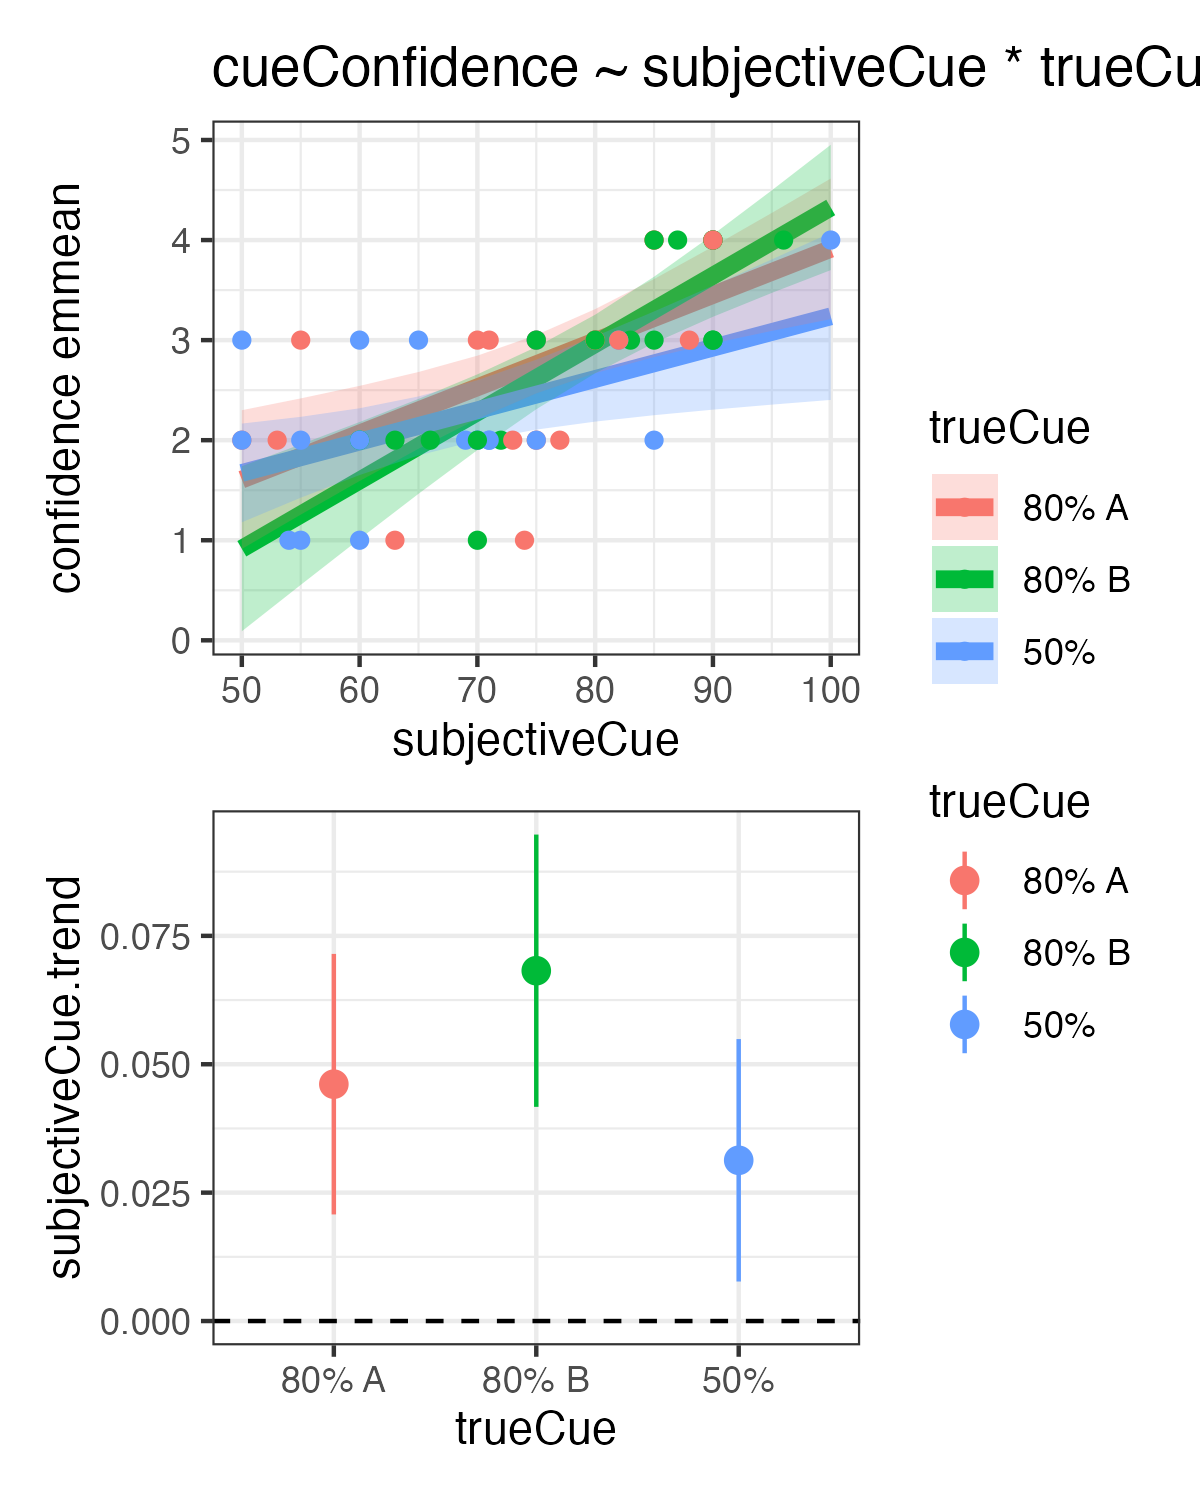 cueConfidence ~ subjectiveCue * trueCu
confidence emmean
5
4
3
2
1
0
50 60 70 80 90 100
subjectiveCue
trueCue
80% A
80% B
50%
subjectiveCue.trend
0.075
0.050
0.025
0.000
80% A 80% B 50%
trueCue
trueCue
80% A
80% B
50%